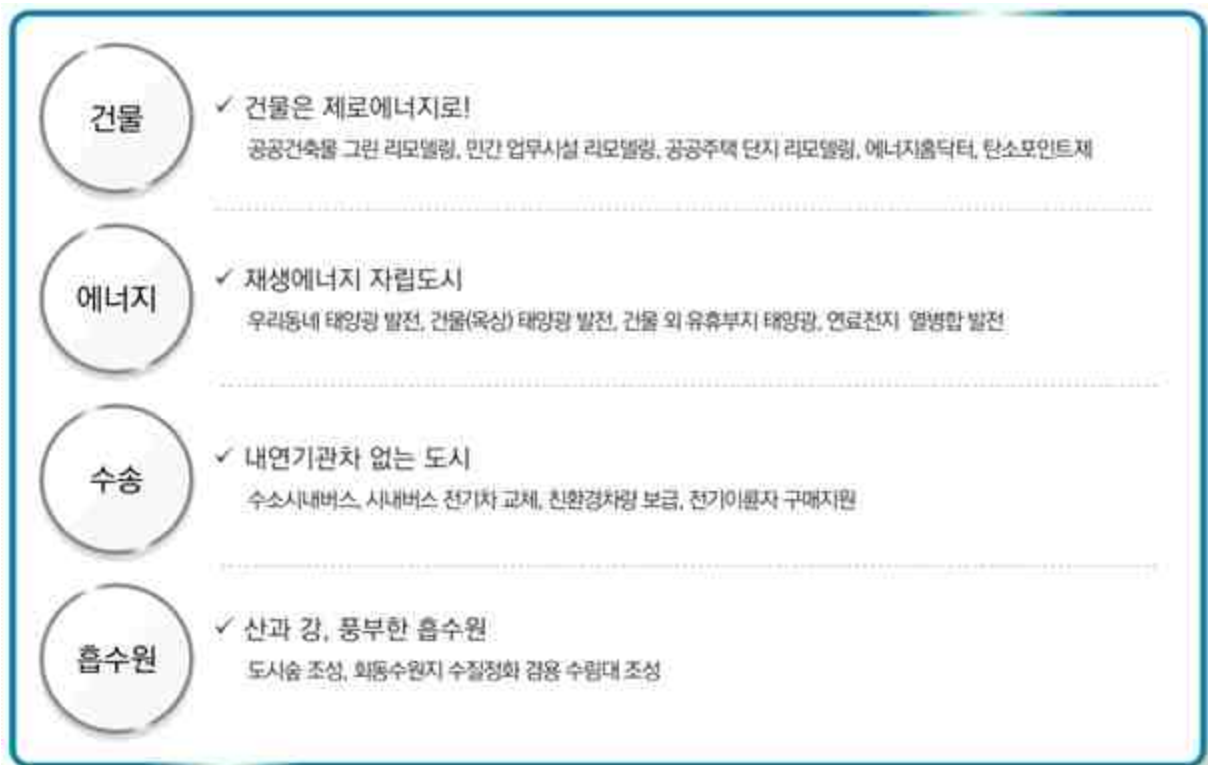 건물
✓ 건물은 제로에너지로!
공공건축물 그린 리모델링, 민간 업무시설 리모델링, 공공주택 단지 리모델링, 에너지홈닥터, 탄소포인트제
에너지
✓ 재생에너지 자립도시
우리동네 태양광 발전, 건물(옥상) 태양광 발전, 건물 외 유휴부지 태양광, 연료전지 열병합 발전
수송
✓ 내연기관차 없는 도시
수소시내버스, 시내버스 전기차 교체, 친환경차량 보급, 전기이륜자 구매지원
흡수원
✓ 산과 강, 풍부한 흡수원
도시숲 조성, 회동수원지 수질정화 겸용 수림대 조성